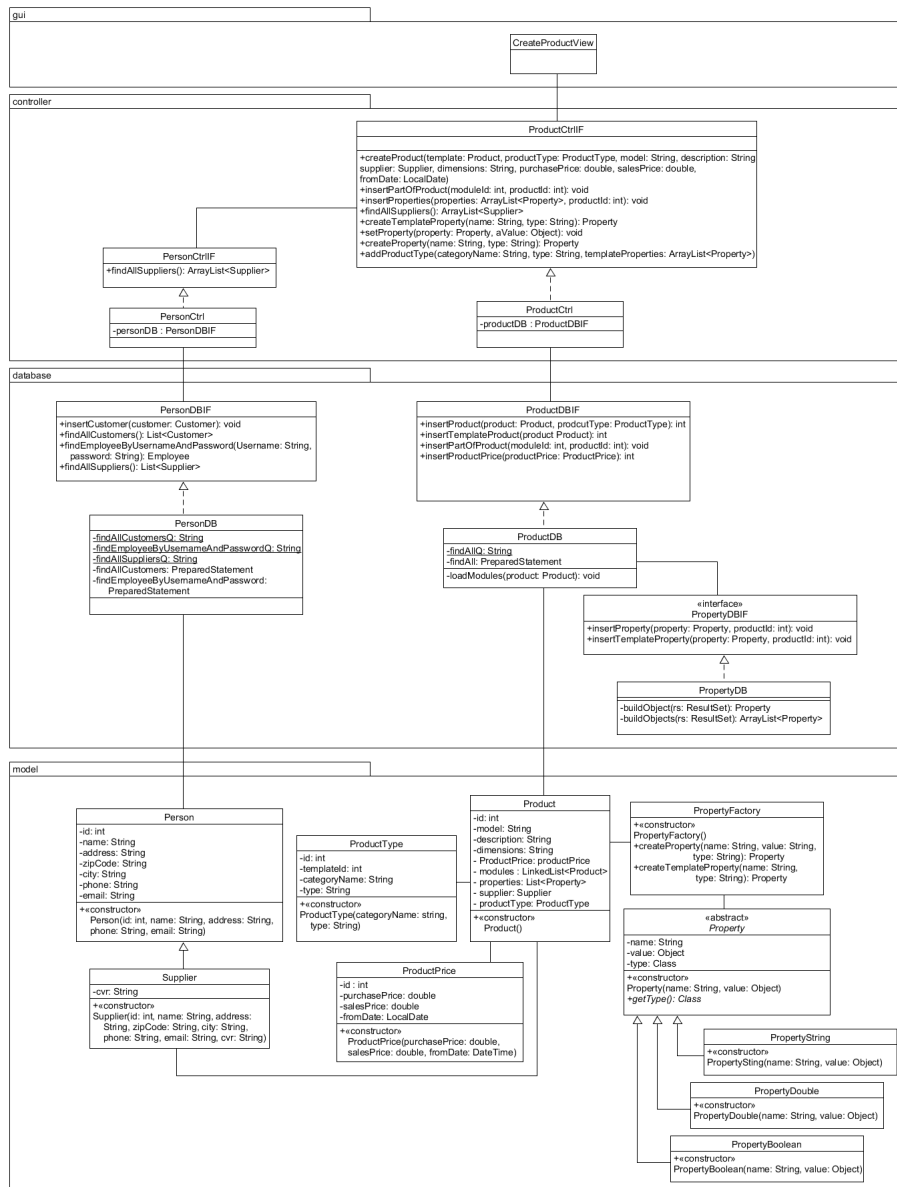 gui
CreateProductView
controller
ProductCtrlIF
+createProduct(template: Product, productType: ProductType, model: String, description: String
supplier: Supplier, dimensions: String, purchasePrice: double, salesPrice: double,
fromDate: LocalDate)
+insertPartOfProduct(moduleId: int, productId: int): void
+insertProperties(properties: ArrayList<Property>, productId: int): void
+findAllSuppliers(): ArrayList<Supplier>
+createTemplateProperty(name: String, type: String): Property
+setProperty(property: Property, aValue: Object): void
+createProperty(name: String, type: String): Property
+addProductType(categoryName: String, type: String, templateProperties: ArrayList<Property>)
PersonCtrlIF
+findAllSuppliers(): ArrayList<Supplier>
PersonCtrl
-personDB : PersonDBIF
ProductCtrl
-productDB : ProductDBIF
database
PersonDBIF
+insertCustomer(customer: Customer): void
+findAllCustomers(): List<Customer>
+findEmployeeByUsernameAndPassword(Username: String,
password: String): Employee
+findAllSuppliers(): List<Supplier>
ProductDBIF
+insertProduct(product: Product, prodcutType: ProductType): int
+insertTemplateProduct(product Product): int
+insertPartOfProduct(moduleId: int, productId: int): void
+insertProductPrice(productPrice: ProductPrice): int
PersonDB
-findAllCustomersQ: String
-findEmployeeByUsernameAndPasswordQ: String
-findAllSuppliersQ: String
-findAllCustomers: PreparedStatement
-findEmployeeByUsernameAndPassword:
PreparedStatement
ProductDB
-findAllQ: String
-findAll: PreparedStatement
-loadModules(product: Product): void
«interface»
PropertyDBIF
+insertProperty(property: Property, productId: int): void
+insertTemplateProperty(property: Property, productId: int): void
PropertyDB
-buildObject(rs: ResultSet): Property
-buildObjects(rs: ResultSet): ArrayList<Property>
model
Person
-id: int
-name: String
-address: String
-zipCode: String
-city: String
-phone: String
-email: String
+«constructor»
Person(id: int, name: String, address: String,
phone: String, email: String)
ProductType
-id: int
-templateId: int
-categoryName: String
-type: String
+«constructor»
ProductType(categoryName: string,
type: String)
Product
-id: int
-model: String
-description: String
-dimensions: String
- ProductPrice: productPrice
- modules : LinkedList<Product>
- properties: List<Property>
- supplier: Supplier
- productType: ProductType
+«constructor»
Product()
PropertyFactory
+«constructor»
PropertyFactory()
+createProperty(name: String, value: String,
type: String): Property
+createTemplateProperty(name: String,
type: String): Property
«abstract»
Property
-name: String
-value: Object
-type: Class
+«constructor»
Property(name: String, value: Object)
+getType(): Class
Supplier
-cvr: String
+«constructor»
Supplier(id: int, name: String, address:
String, zipCode: String, city: String,
phone: String, email: String, cvr: String)
ProductPrice
-id : int
-purchasePrice: double
-salesPrice: double
-fromDate: LocalDate
+«constructor»
ProductPrice(purchasePrice: double,
salesPrice: double, fromDate: DateTime)
PropertyString
+«constructor»
PropertySting(name: String, value: Object)
PropertyDouble
+«constructor»
PropertyDouble(name: String, value: Object)
PropertyBoolean
+«constructor»
PropertyBoolean(name: String, value: Object)